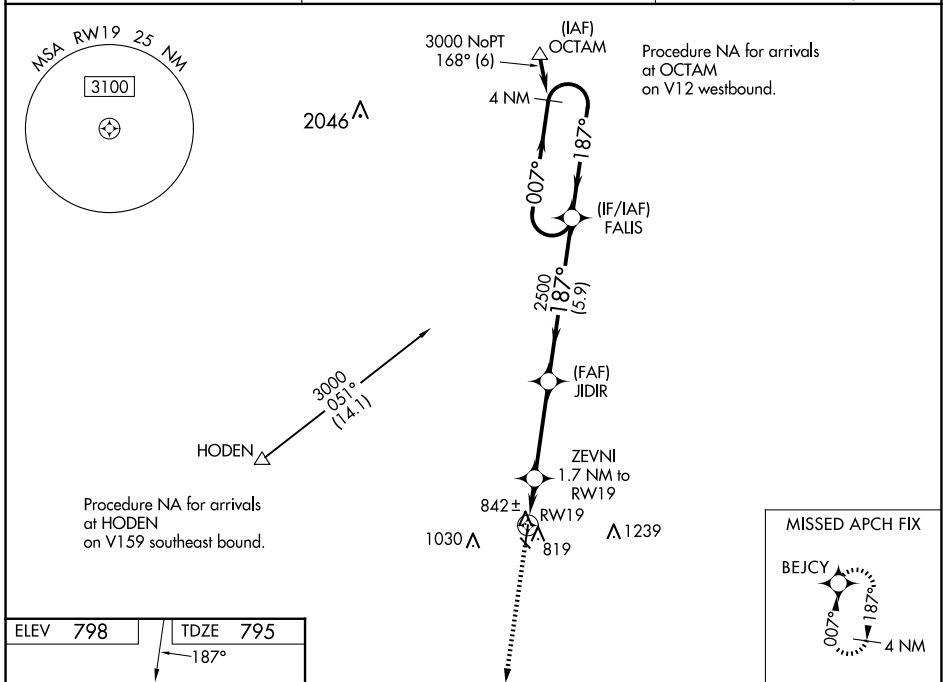 MSA RW19 25 NM
3100
2046
3000 NoPT
168° (6)
(IAF)
OCTAM
4 NM
Procedure NA for arrivals
at OCTAM
on V12 westbound.
007°
187°
(IF/IAF)
FALIS
2500
187°
(5.9)
(FAF)
JIDIR
3000
051°
(14.1)
HODEN
Procedure NA for arrivals
at HODEN
on V159 southeast bound.
ZEVNI
1.7 NM to
RW19
842±
RW19
1030
819
1239
MISSED APCH FIX
BEJCY
007°
187°
4 NM
ELEV 798
TDZE 795
187°